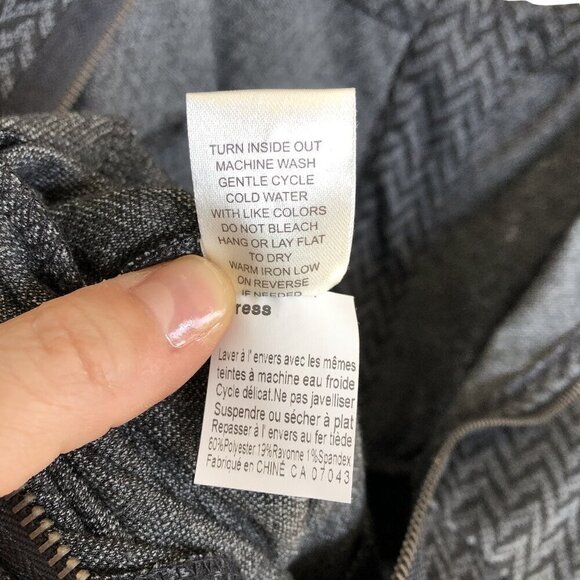 TURN INSIDE OUT
MACHINE WASH
GENTLE CYCLE
COLD WATER
WITH LIKE COLORS
DO NOT BLEACH
HANG OR LAY FLAT
TO DRY
WARM IRON LOW
ON REVERSE
IF NEEDED
ress
Laver à l' envers avec les mêmes
teintes à machine eau froide
Cycle délicat.Ne pas javelliser
Suspendre ou sécher à plat
Repasser à l' envers au fer tiède
80%Polyester 19%Rayonne 1%Spandex
Fabriqué en CHINE CA 07043